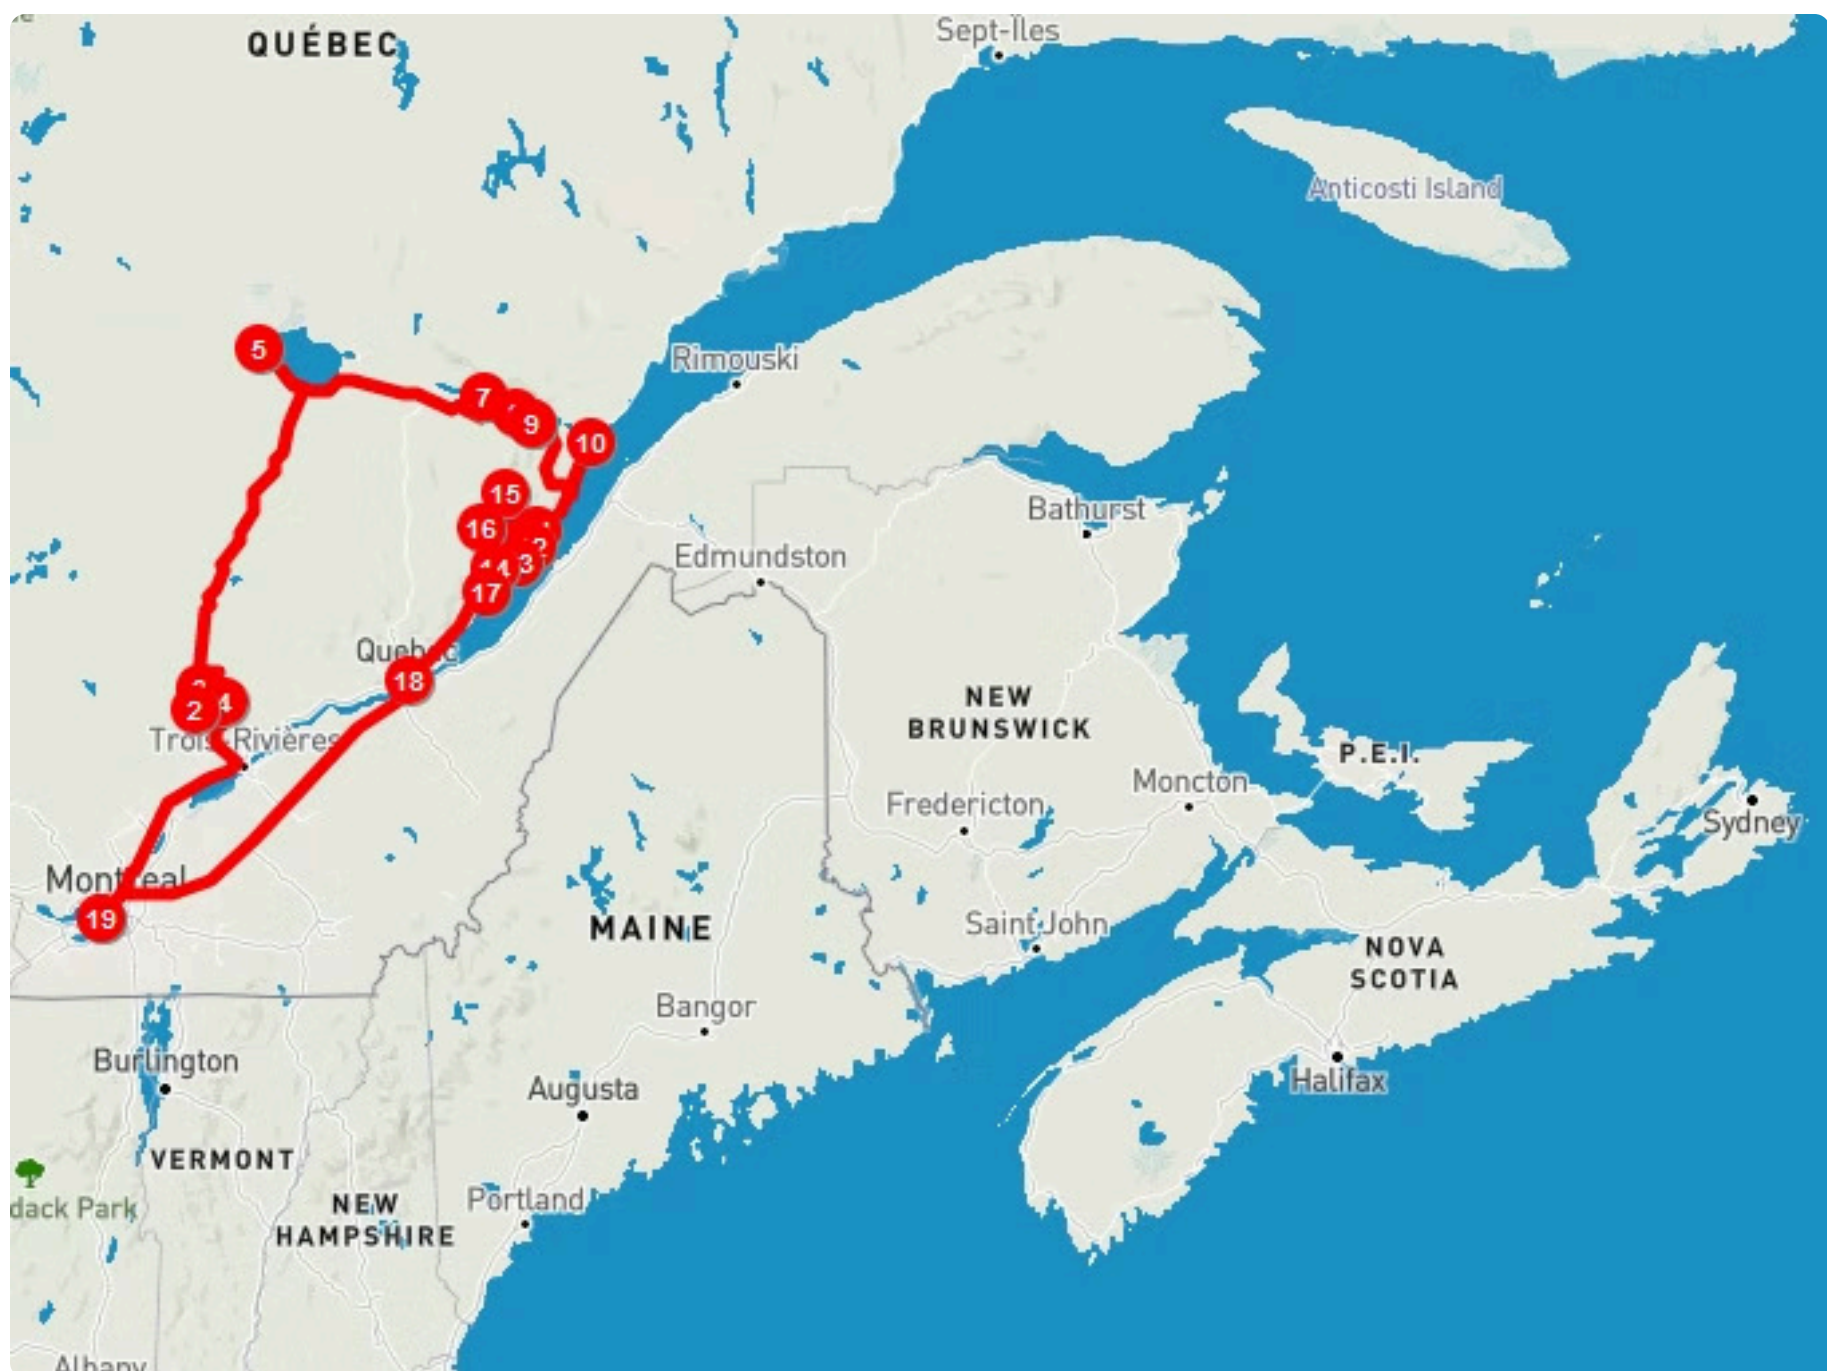 QUÉBEC
Sept-Îles
Anticosti Island
5
Rimouski
7
9
10
15
Bathurst
16
Edmundston
14
17
Quebec
18
2
4
NEW
BRUNSWICK
Trois-Rivières
P.E.I.
Moncton
Fredericton
Sydney
Montreal
19
MAINE
Saint John
NOVA
SCOTIA
Bangor
Burlington
Halifax
Augusta
VERMONT
dack Park
NEW
HAMPSHIRE
Portland
Albany